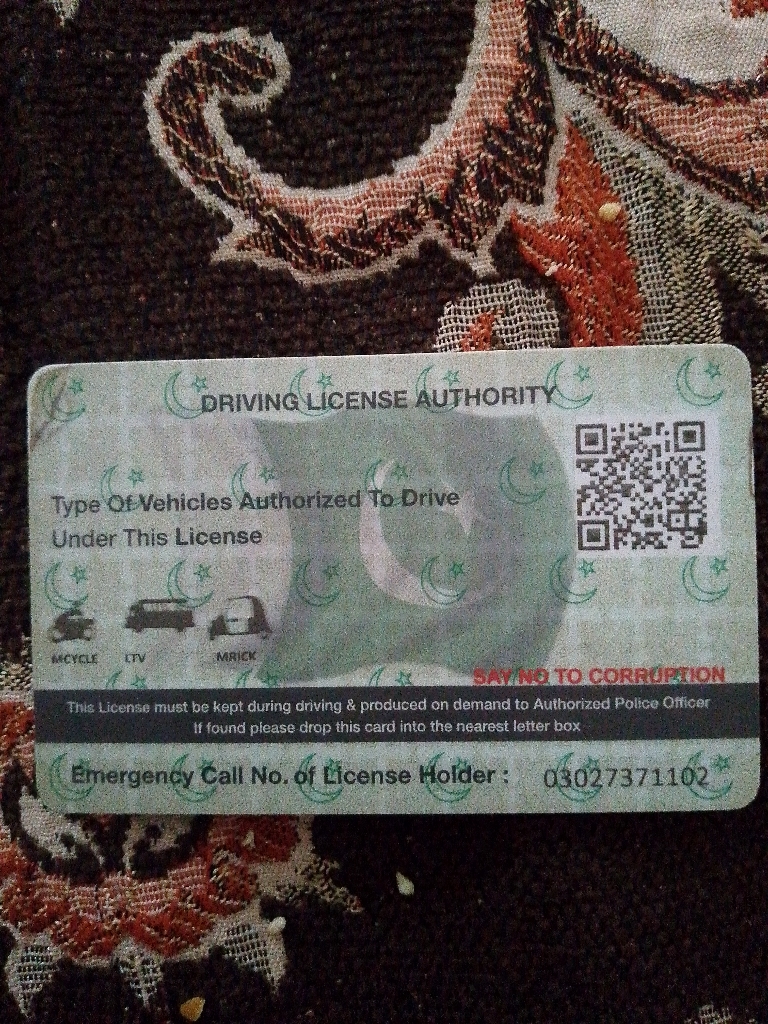 DRIVING LICENSE AUTHORITY
Type Of Vehicles Authorized To Drive
Under This License
MCYCLE LTV MRICK
SAY NO TO CORRUPTION
This License must be kept during driving & produced on demand to Authorized Police Officer
If found please drop this card into the nearest letter box
Emergency Call No. of License Holder : 03027371102